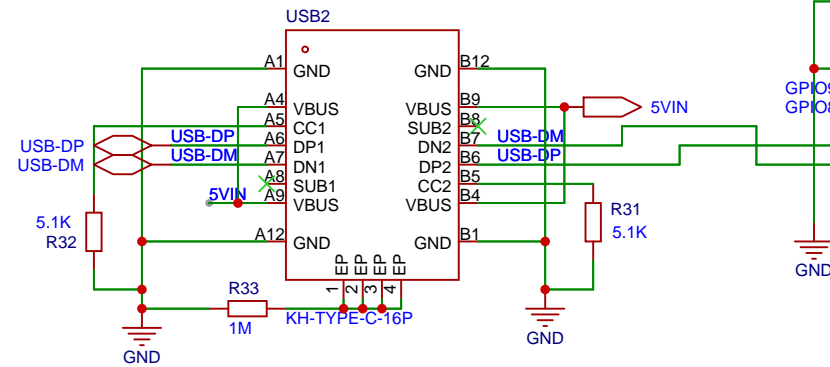 USB2
A1 GND GND B12
A4 VBUS VBUS B9 5VIN
A5 CC1 SUB2 B8
USB-DP USB-DP A6 DP1 DN2 B7 USB-DM
USB-DM USB-DM A7 DN1 DP2 B6 USB-DP
A8 SUB1 CC2 B5
5VIN A9 VBUS VBUS B4
A12 GND GND B1
5.1K
R32
R31
5.1K
EP EP EP EP
1 2 3 4
R33
1M
KH-TYPE-C-16P
GND
GND
GND